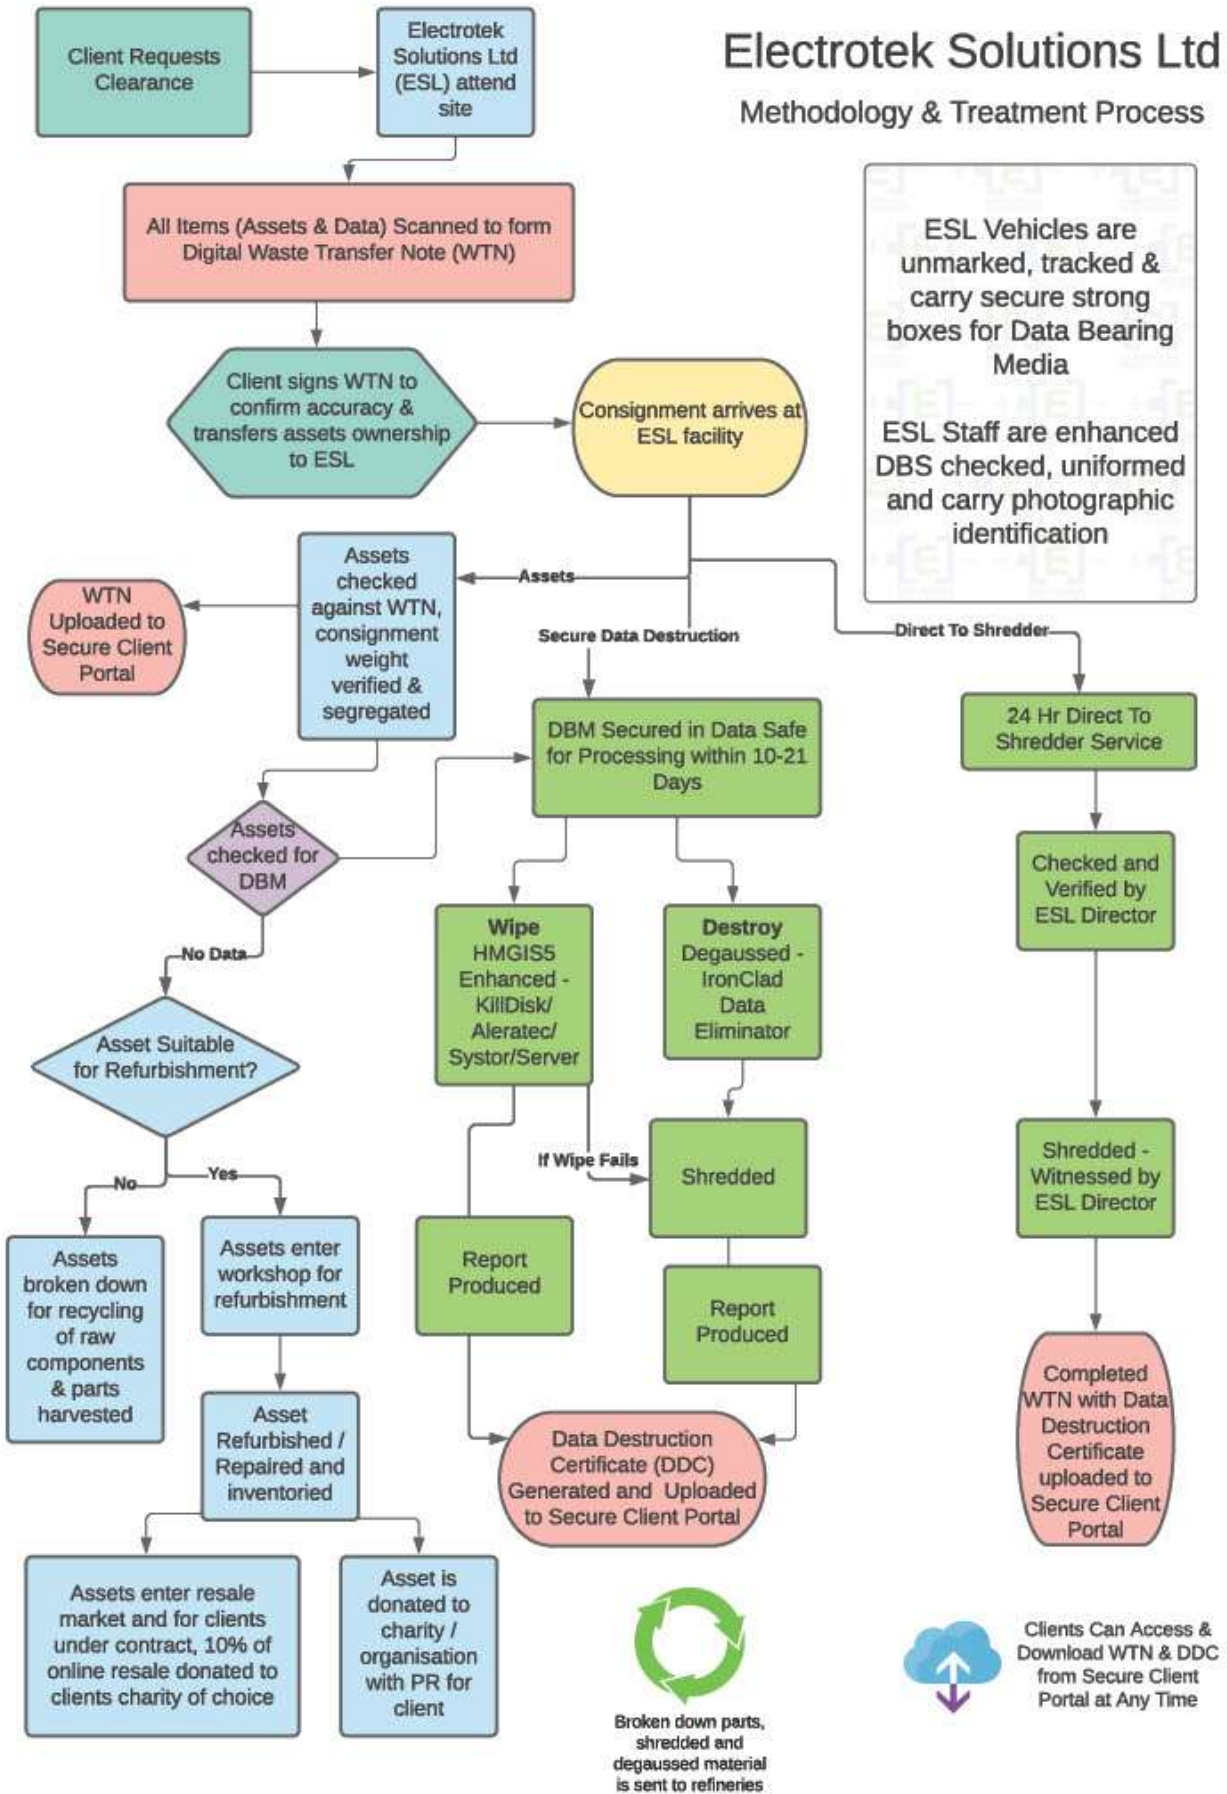 Electrotek Solutions Ltd
Methodology & Treatment Process
Client Requests
Clearance
Electrotek
Solutions Ltd
(ESL) attend
site
All Items (Assets & Data) Scanned to form
Digital Waste Transfer Note (WTN)
ESL Vehicles are
unmarked, tracked &
carry secure strong
boxes for Data Bearing
Media
ESL Staff are enhanced
DBS checked, uniformed
and carry photographic
identification
Client signs WTN to
confirm accuracy &
transfers assets ownership
to ESL
Consignment arrives at
ESL facility
Assets
Secure Data Destruction
Direct To Shredder
Assets
checked
against WTN,
consignment
weight
verified &
segregated
WTN
Uploaded to
Secure Client
Portal
DBM Secured in Data Safe
for Processing within 10-21
Days
24 Hr Direct To
Shredder Service
Assets
checked for
DBM
No Data
Wipe
HMGIS5
Enhanced -
KillDisk/
Aleratec/
Systor/Server
Destroy
Degaussed -
IronClad
Data
Eliminator
Checked and
Verified by
ESL Director
Asset Suitable
for Refurbishment?
No
Yes
If Wipe Fails
Shredded
Shredded -
Witnessed by
ESL Director
Assets
broken down
for recycling
of raw
components
& parts
harvested
Assets enter
workshop for
refurbishment
Report
Produced
Report
Produced
Asset
Refurbished /
Repaired and
inventoried
Data Destruction
Certificate (DDC)
Generated and Uploaded
to Secure Client Portal
Completed
WTN with Data
Destruction
Certificate
uploaded to
Secure Client
Portal
Assets enter resale
market and for clients
under contract, 10% of
online resale donated to
clients charity of choice
Asset is
donated to
charity /
organisation
with PR for
client
Broken down parts,
shredded and
degaussed material
is sent to refineries
Clients Can Access &
Download WTN & DDC
from Secure Client
Portal at Any Time